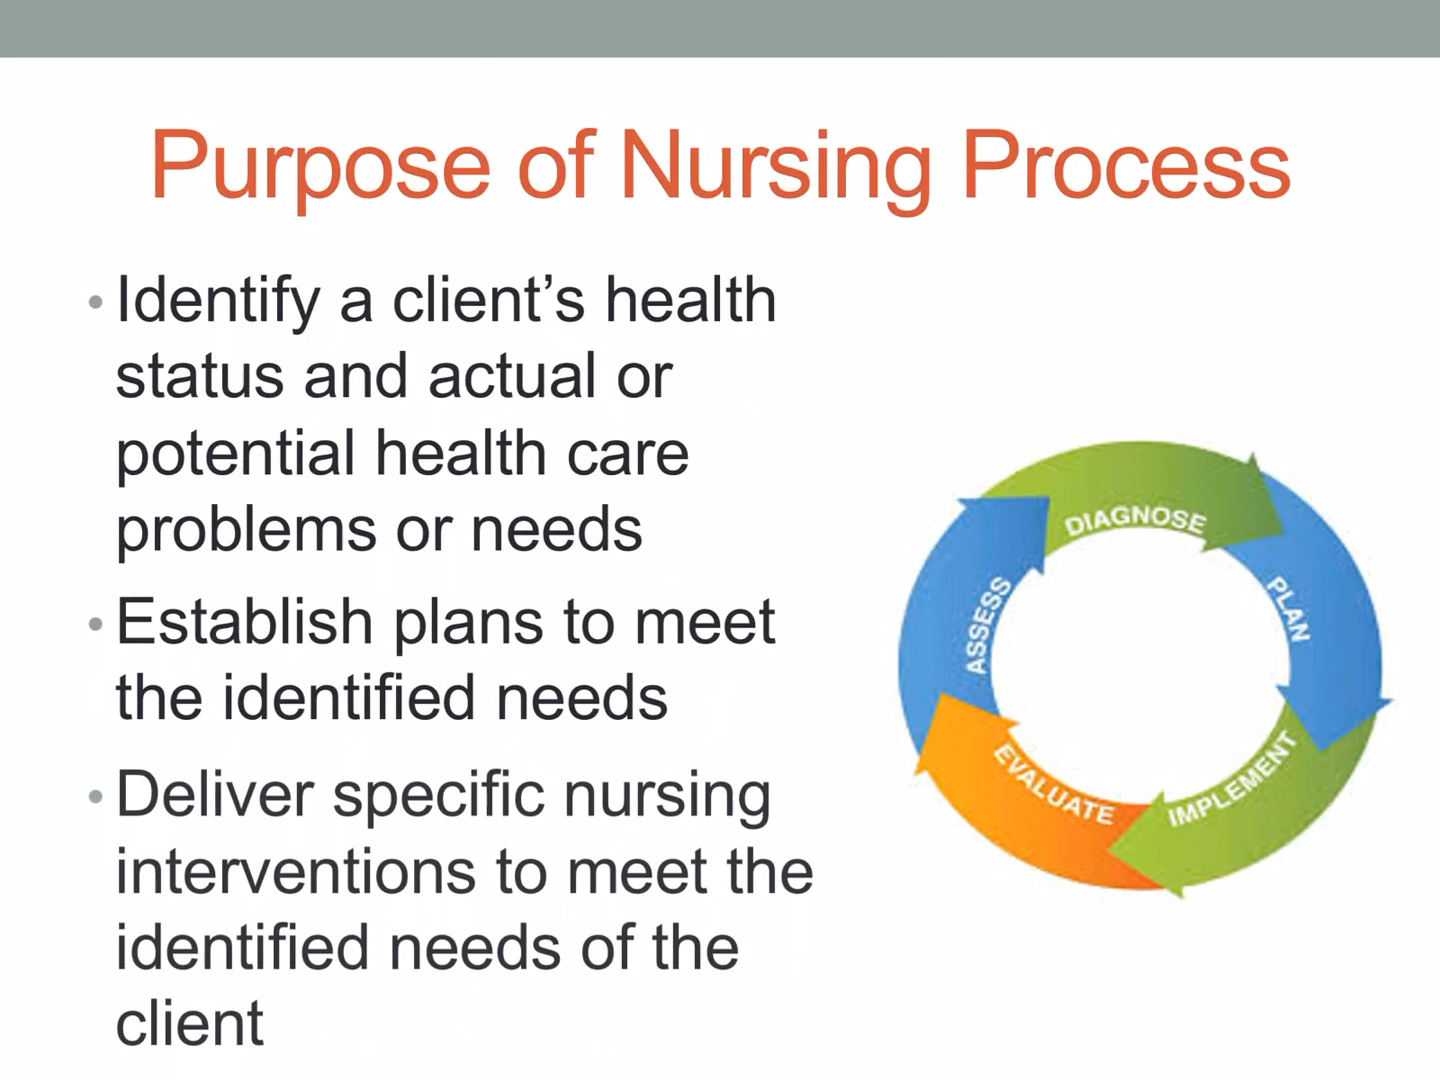 Purpose of Nursing Process
• Identify a client’s health
status and actual or
potential health care
problems or needs
• Establish plans to meet
the identified needs
• Deliver specific nursing
interventions to meet the
identified needs of the
client
DIAGNOSE
PLAN
IMPLEMENT
EVALUATE
ASSESS